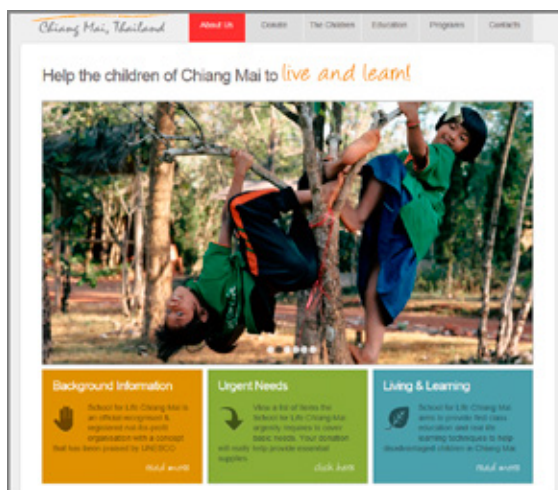 Chiang Mai, Thailand
About Us Donate The Children Education Programs Contacts
Help the children of Chiang Mai to live and learn!
Background Information
School for Life Chiang Mai is
an official recognised &
registered not for profit
organisation with a concept
that has been praised by UNESCO
read more
Urgent Needs
View a list of items the
School for Life Chiang Mai
urgently requires to cover
basic needs. Your donation
will really help provide essential
supplies
click here
Living & Learning
School for Life Chiang Mai
aims to provide first class
education and real life
learning techniques to help
disadvantaged children in Chiang Mai
read more